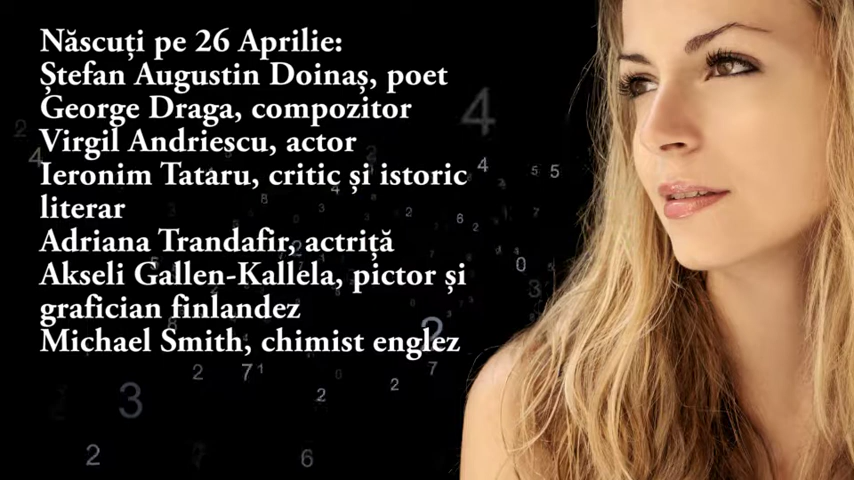 Născuți pe 26 Aprilie:
Ștefan Augustin Doinaș, poet
George Draga, compozitor
Virgil Andriescu, actor
Ieronim Tataru, critic și istoric
literar
Adriana Trandafir, actriță
Akseli Gallen-Kallela, pictor și
grafician finlandez
Michael Smith, chimist englez